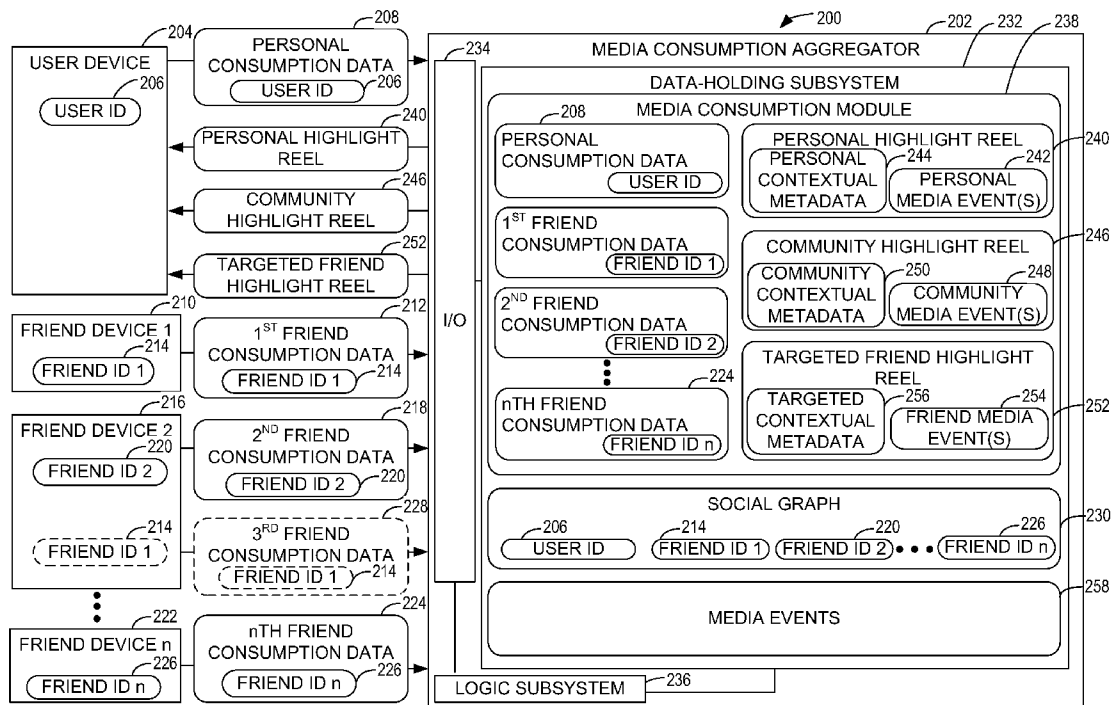 200
204
USER DEVICE
206
USER ID
208
PERSONAL
CONSUMPTION DATA
USER ID
206
240
PERSONAL HIGHLIGHT
REEL
246
COMMUNITY
HIGHLIGHT REEL
252
TARGETED FRIEND
HIGHLIGHT REEL
210
FRIEND DEVICE 1
214
FRIEND ID 1
212
1ST FRIEND
CONSUMPTION DATA
FRIEND ID 1
214
216
FRIEND DEVICE 2
220
FRIEND ID 2
214
FRIEND ID 1
218
2ND FRIEND
CONSUMPTION DATA
FRIEND ID 2
220
228
3RD FRIEND
CONSUMPTION DATA
FRIEND ID 1
214
222
FRIEND DEVICE n
226
FRIEND ID n
224
nTH FRIEND
CONSUMPTION DATA
FRIEND ID n
226
234
I/O
202
232
238
MEDIA CONSUMPTION AGGREGATOR
DATA-HOLDING SUBSYSTEM
MEDIA CONSUMPTION MODULE
208
PERSONAL
CONSUMPTION DATA
USER ID
1ST FRIEND
CONSUMPTION DATA
FRIEND ID 1
2ND FRIEND
CONSUMPTION DATA
FRIEND ID 2
224
nTH FRIEND
CONSUMPTION DATA
FRIEND ID n
PERSONAL HIGHLIGHT REEL
240
PERSONAL
CONTEXTUAL
METADATA
244
242
PERSONAL
MEDIA EVENT(S)
COMMUNITY HIGHLIGHT REEL
246
COMMUNITY
CONTEXTUAL
METADATA
250
248
COMMUNITY
MEDIA EVENT(S)
TARGETED FRIEND HIGHLIGHT
REEL
252
TARGETED
CONTEXTUAL
METADATA
256
254
FRIEND MEDIA
EVENT(S)
SOCIAL GRAPH
230
206
USER ID
214
FRIEND ID 1
220
FRIEND ID 2
226
FRIEND ID n
MEDIA EVENTS
258
LOGIC SUBSYSTEM
236